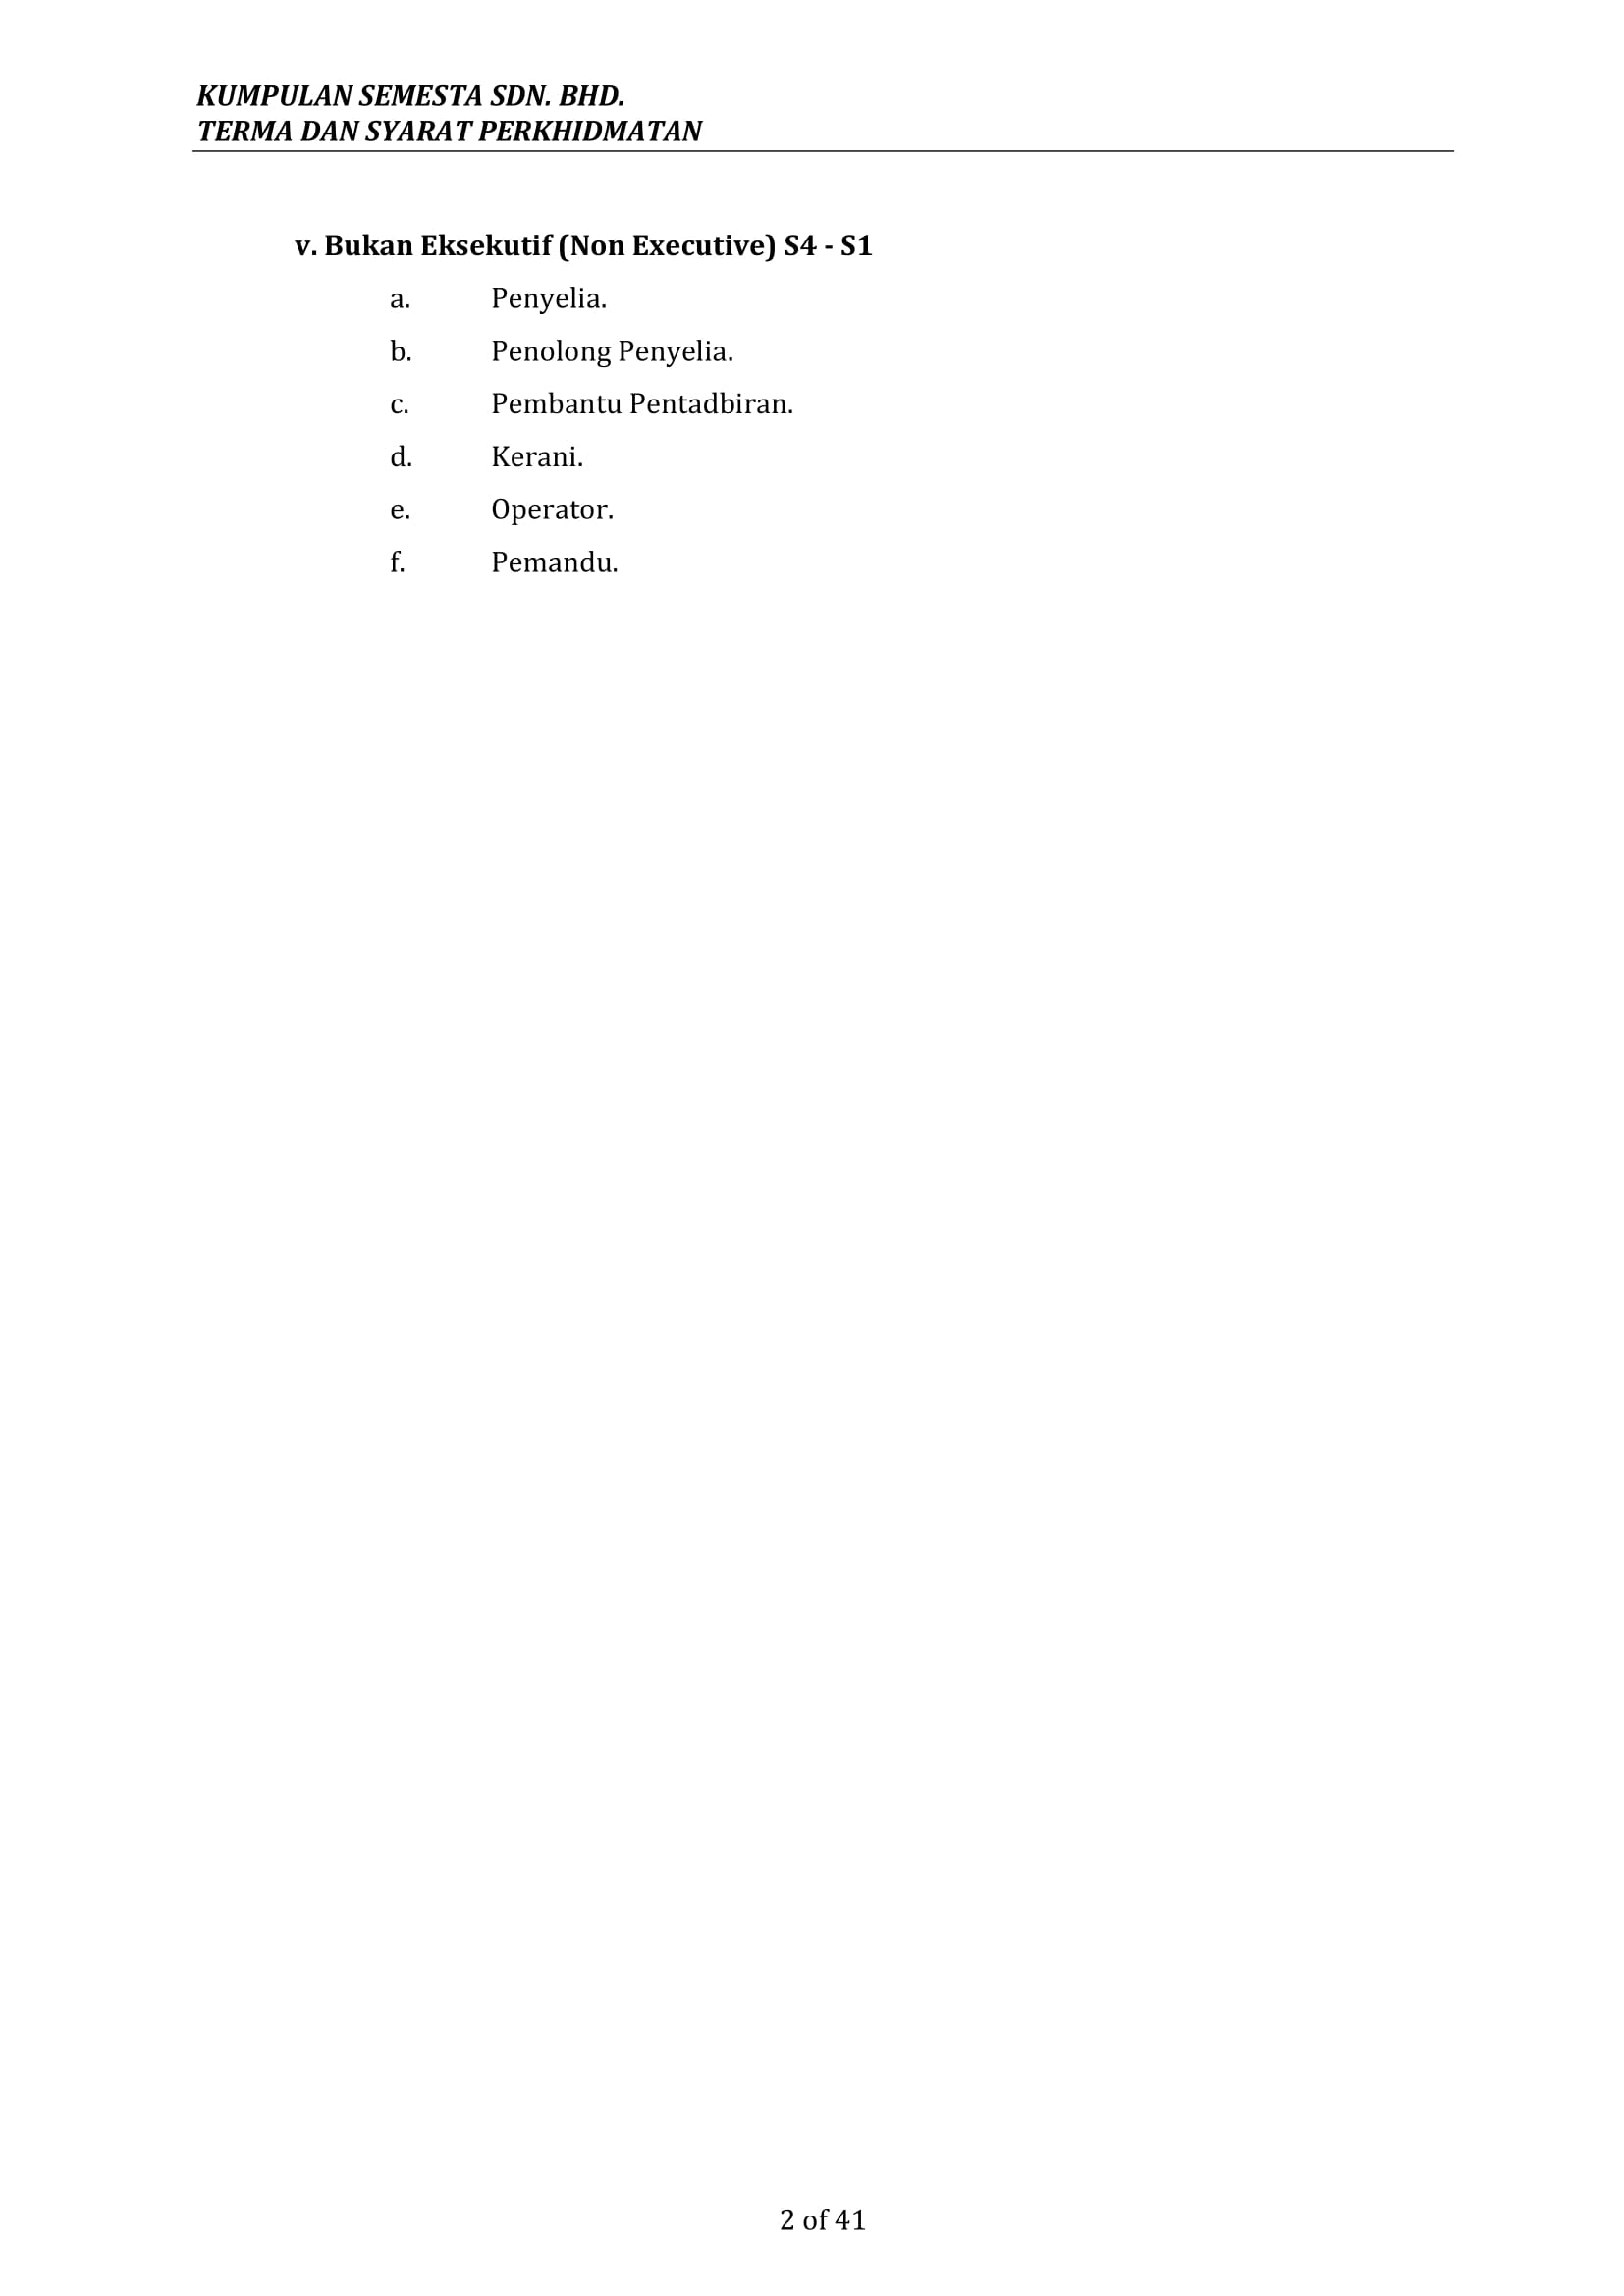 KUMPULAN SEMESTA SDN. BHD.
TERMA DAN SYARAT PERKHIDMATAN
v. Bukan Eksekutif (Non Executive) S4 - S1
a. Penyelia.
b. Penolong Penyelia.
c. Pembantu Pentadbiran.
d. Kerani.
e. Operator.
f. Pemandu.
2 of 41